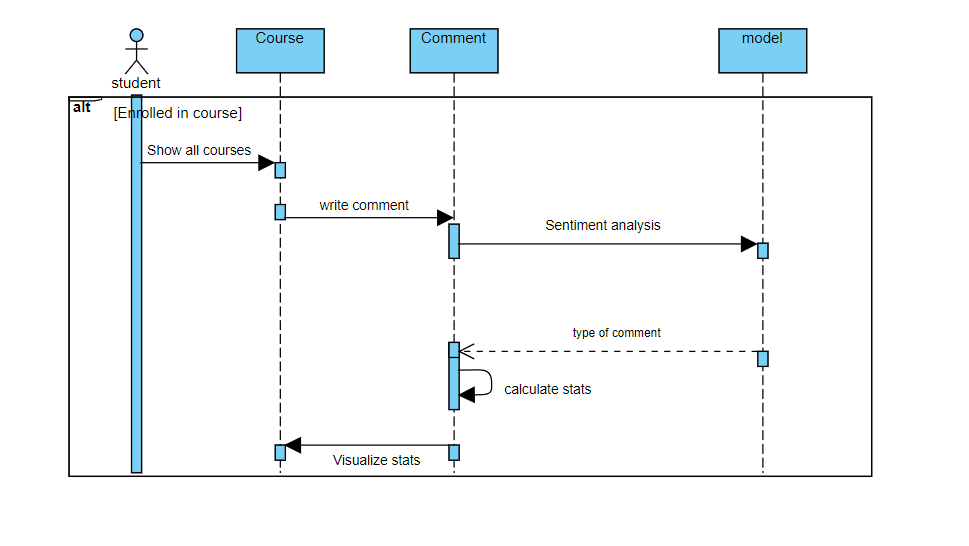 Course
Comment
model
student
alt
[Enrolled in course]
Show all courses
write comment
Sentiment analysis
type of comment
calculate stats
Visualize stats